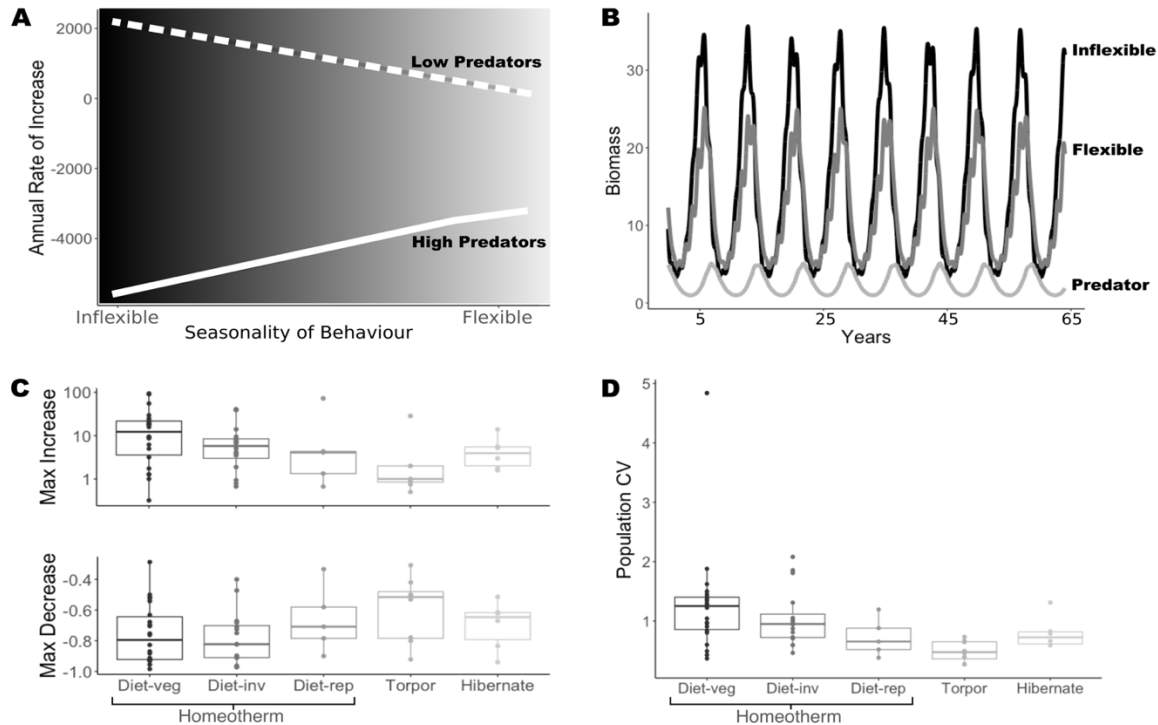 A
Annual Rate of Increase
2000
0
-2000
-4000
Low Predators
High Predators
Inflexible
Flexible
Seasonality of Behaviour
B
Biomass
30
20
10
0
Inflexible
Flexible
Predator
5
25
45
65
Years
C
Max Increase
100
10
1
Max Decrease
-0.4
-0.6
-0.8
-1.0
Diet-veg
Diet-inv
Diet-rep
Torpor
Hibernate
Homeotherm
D
Population CV
5
4
3
2
1
Diet-veg
Diet-inv
Diet-rep
Torpor
Hibernate
Homeotherm